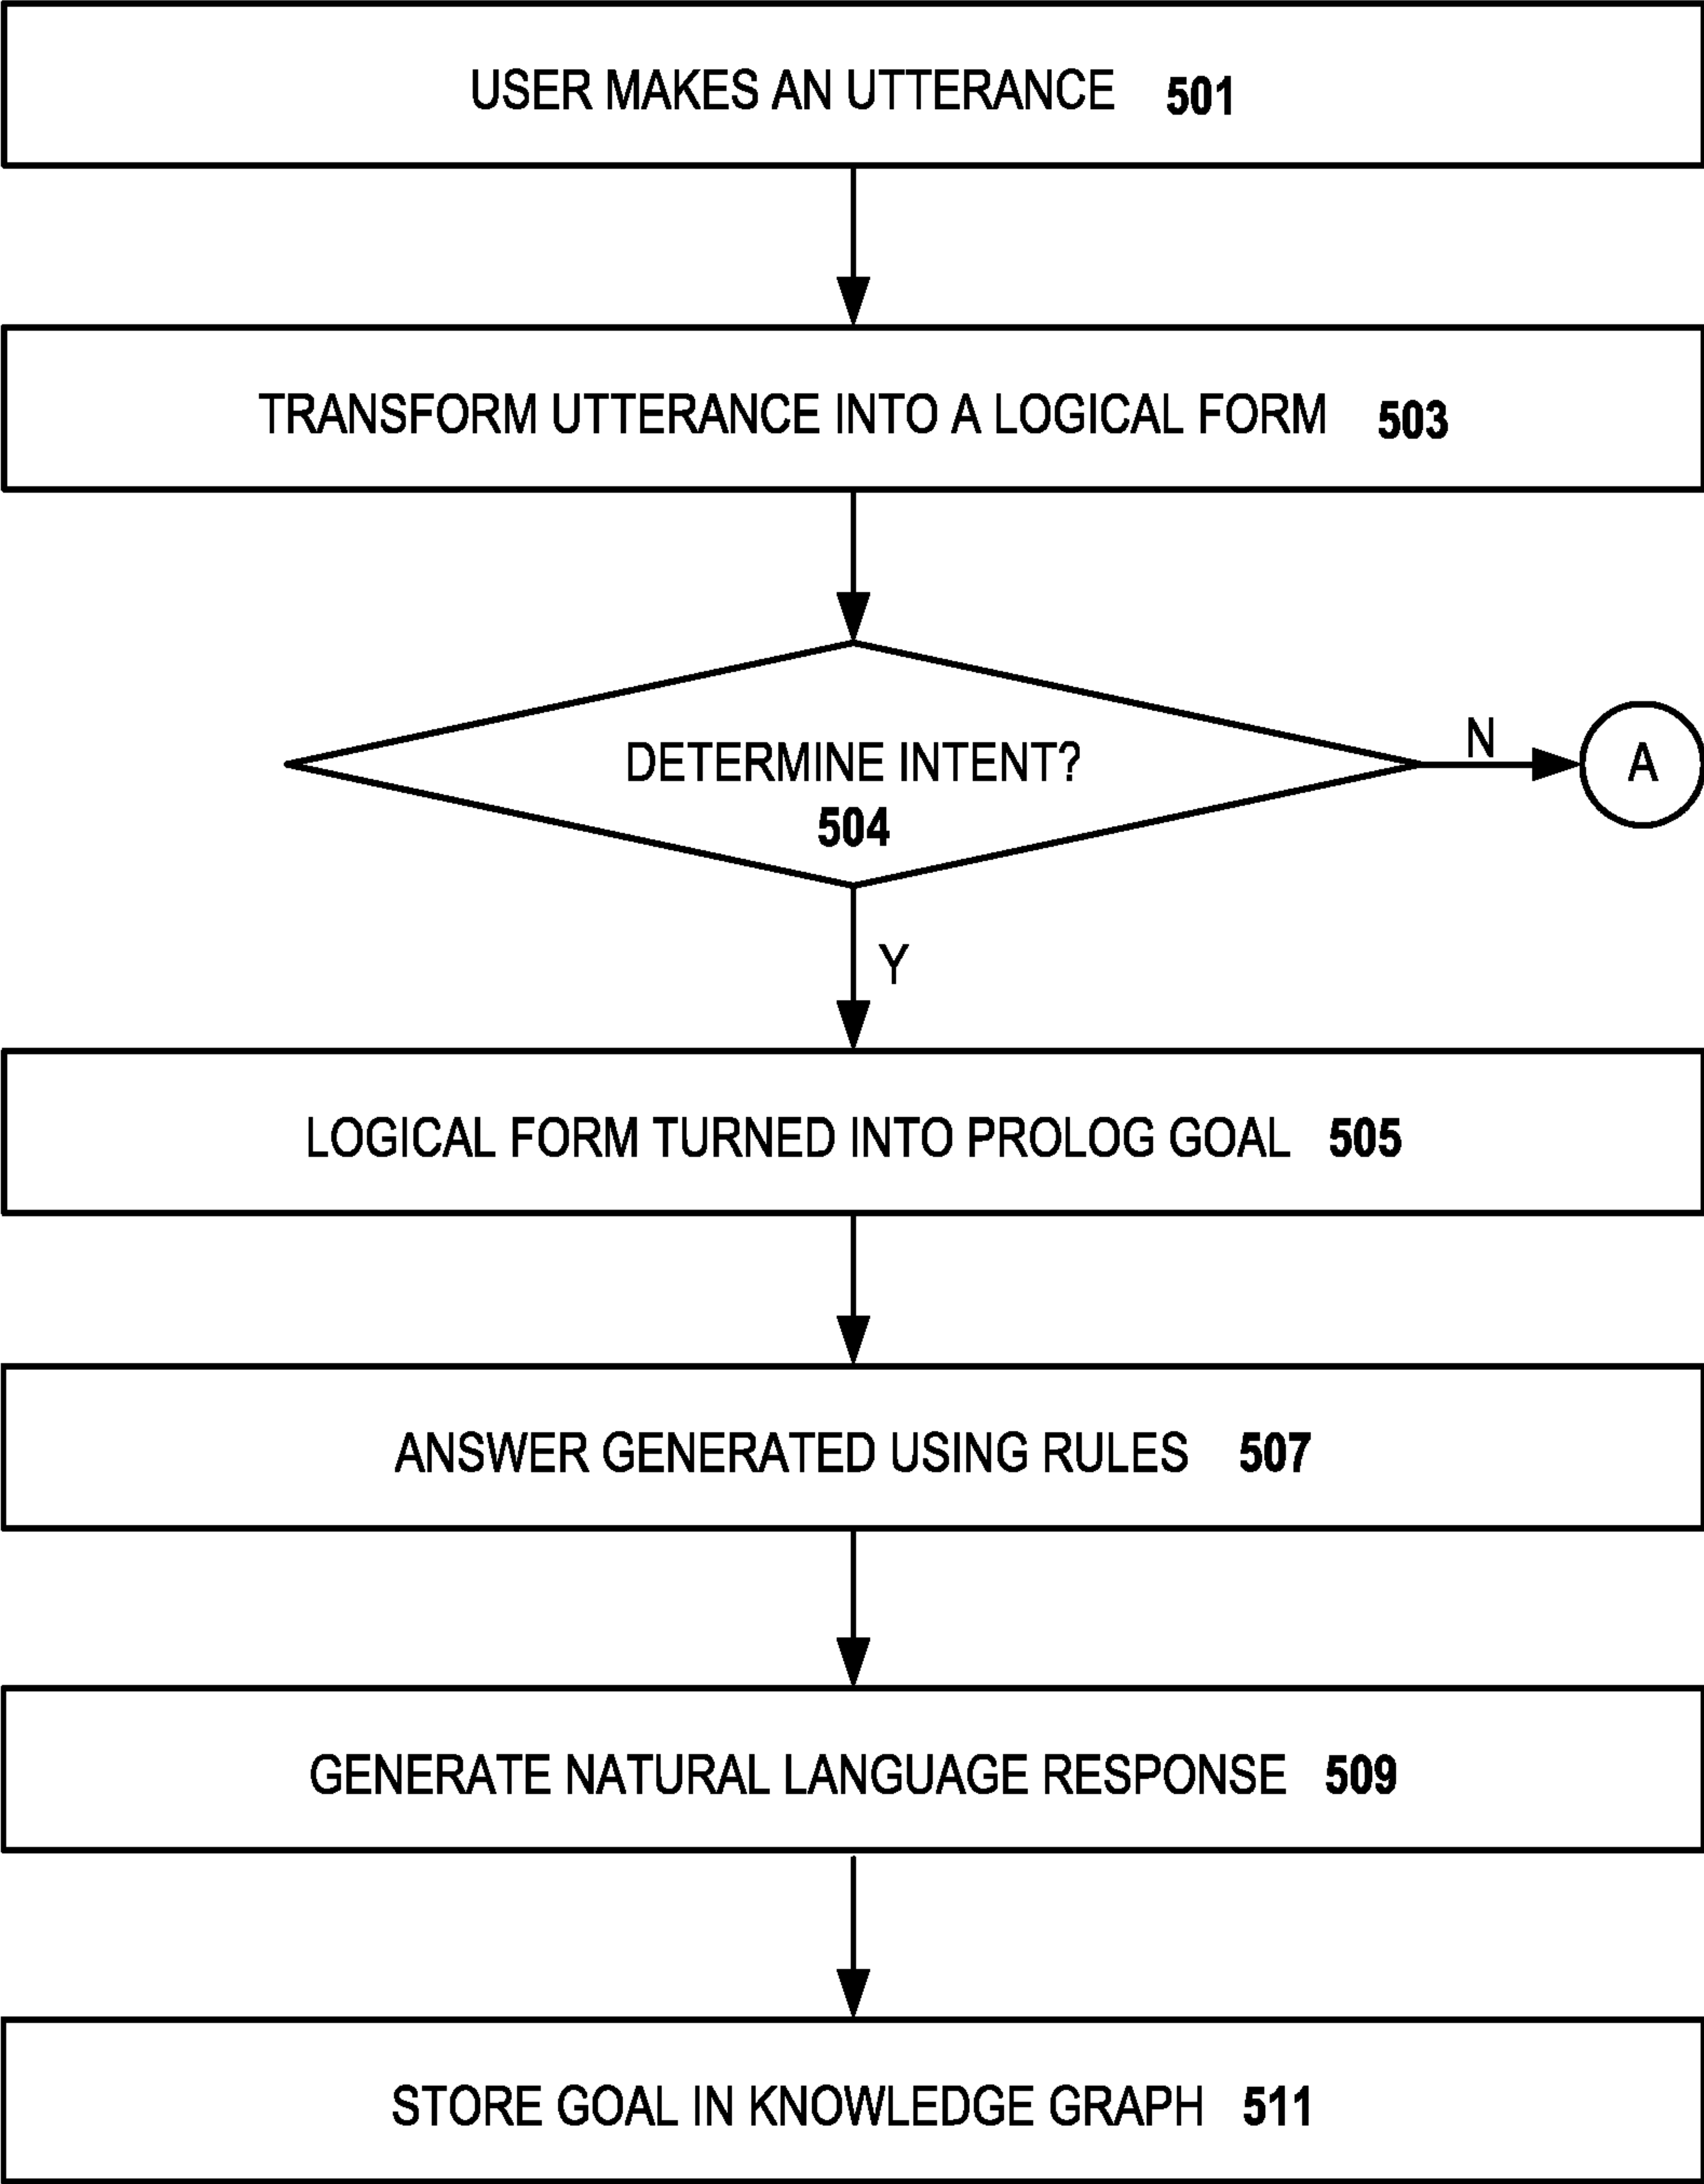 USER MAKES AN UTTERANCE 501
TRANSFORM UTTERANCE INTO A LOGICAL FORM 503
DETERMINE INTENT?
504
N
A
Y
LOGICAL FORM TURNED INTO PROLOG GOAL 505
ANSWER GENERATED USING RULES 507
GENERATE NATURAL LANGUAGE RESPONSE 509
STORE GOAL IN KNOWLEDGE GRAPH 511